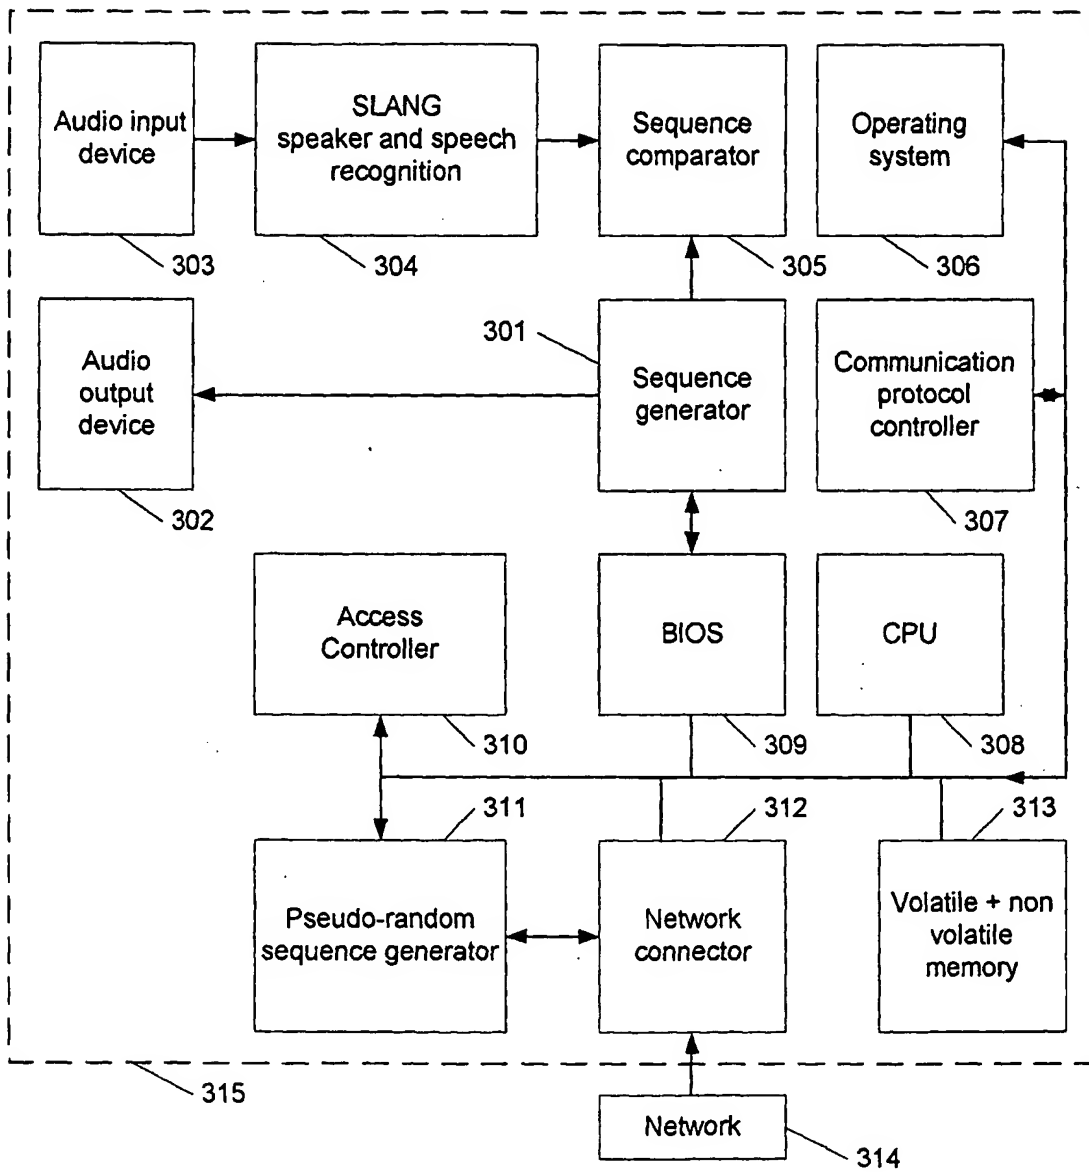 Audio input
device
SLANG
speaker and speech
recognition
Sequence
comparator
Operating
system
303
304
305
306
Audio
output
device
301
Sequence
generator
Communication
protocol
controller
302
307
Access
Controller
BIOS
CPU
310
309
308
311
312
313
Pseudo-random
sequence generator
Network
connector
Volatile + non
volatile
memory
315
Network
314